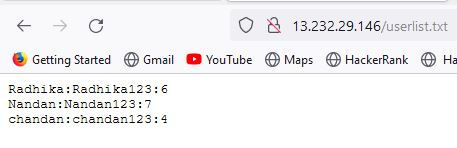 13.232.29.146/userlist.txt
Getting Started Gmail YouTube Maps HackerRank Ha
Radhika:Radhika123:6
Nandan:Nandan123:7
chandan:chandan123:4